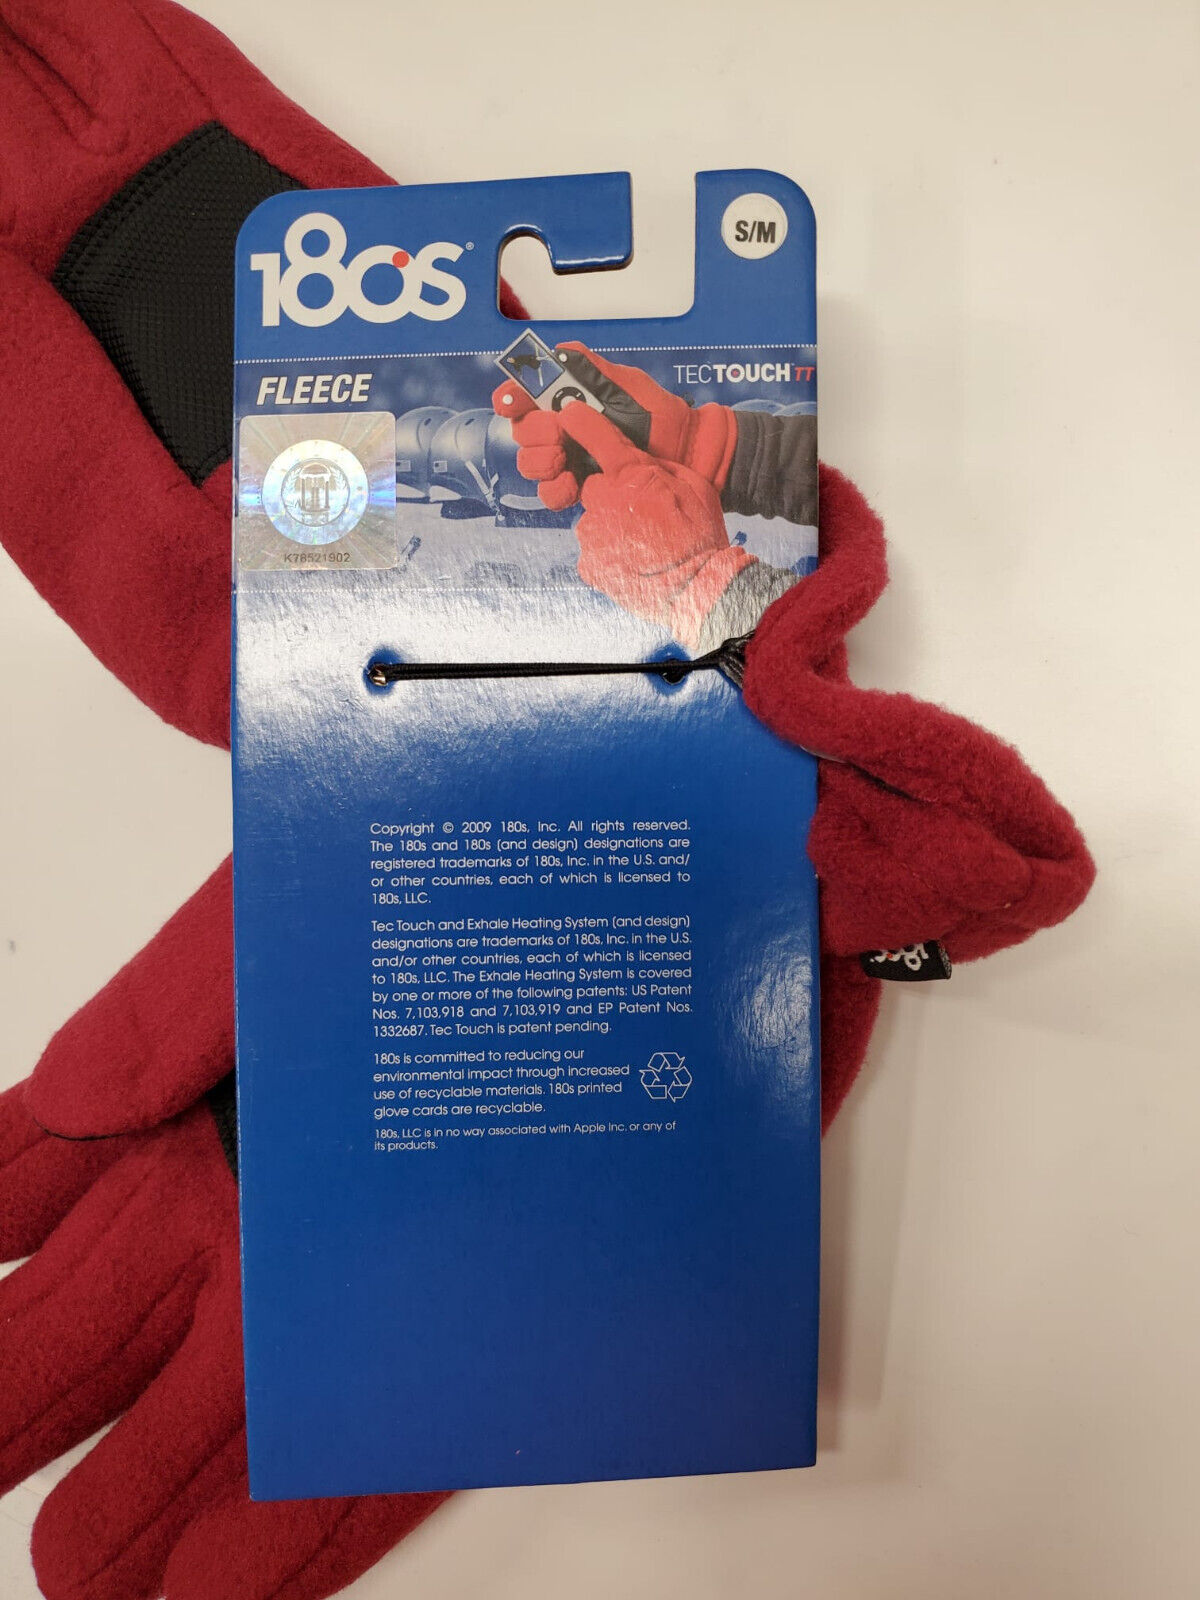 180s®
S/M
FLEECE
TECTOUCH™ TT
K78521902
Copyright © 2009 180s, Inc. All rights reserved.
The 180s and 180s (and design) designations are
registered trademarks of 180s, Inc. in the U.S. and/
or other countries, each of which is licensed to
180s, LLC.
Tec Touch and Exhale Heating System (and design)
designations are trademarks of 180s, Inc. in the U.S.
and/or other countries, each of which is licensed
to 180s, LLC. The Exhale Heating System is covered
by one or more of the following patents: US Patent
Nos. 7,103,918 and 7,103,919 and EP Patent Nos.
1332687. Tec Touch is patent pending.
180s is committed to reducing our
environmental impact through increased
use of recyclable materials. 180s printed
glove cards are recyclable.
180s, LLC is in no way associated with Apple Inc. or any of
its products.
180s